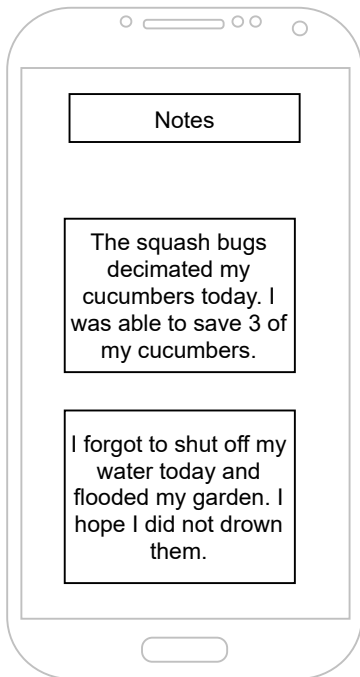 Notes
The squash bugs
decimated my
cucumbers today. I
was able to save 3 of
my cucumbers.
I forgot to shut off my
water today and
flooded my garden. I
hope I did not drown
them.